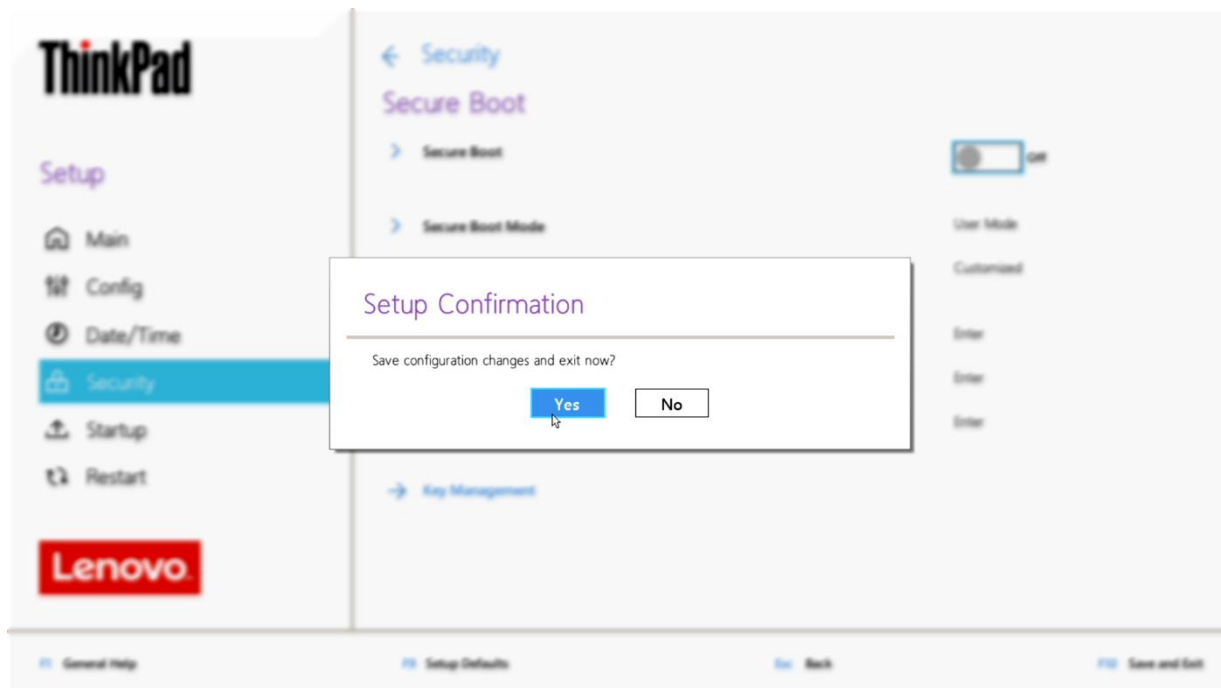 ThinkPad
Setup
Main
Config
Date/Time
Security
Startup
Restart
Lenovo.
Security
Secure Boot
Secure Boot
Off
Secure Boot Mode
User Mode
Customized
Enter
Enter
Enter
Key Management
Setup Confirmation
Save configuration changes and exit now?
Yes
No
F1 General Help
F9 Setup Defaults
Esc Back
F10 Save and Exit